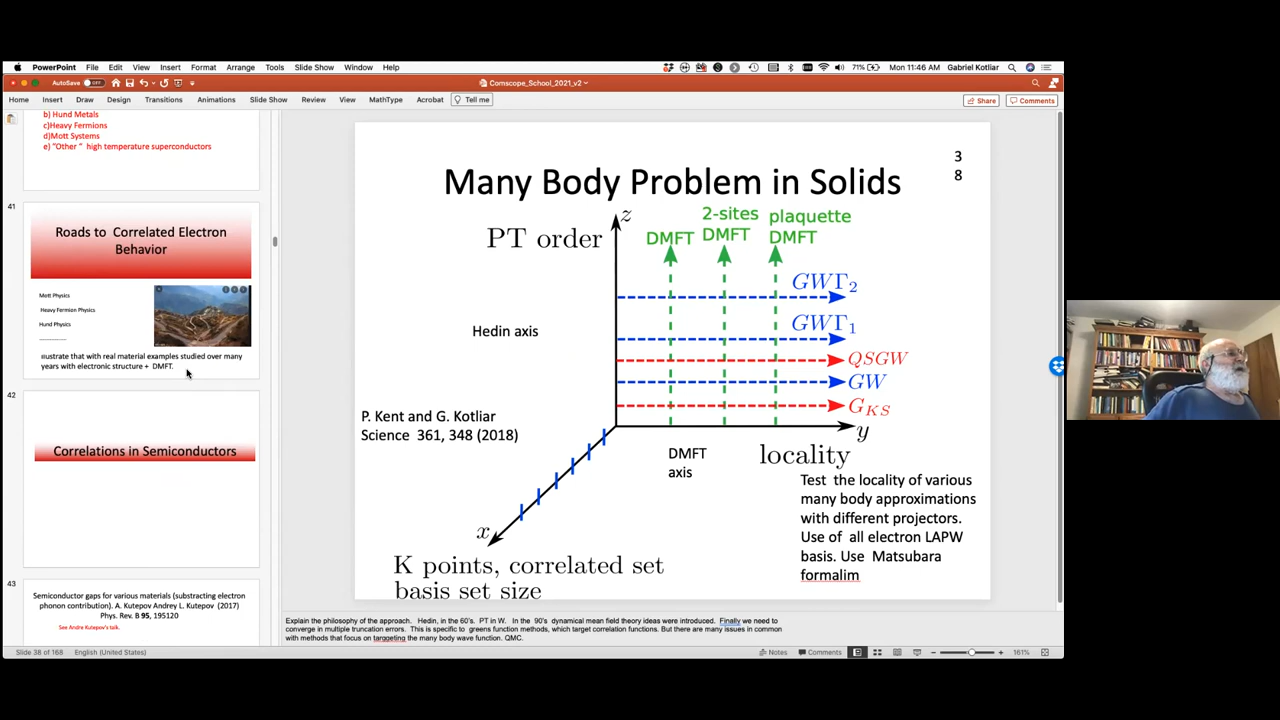 PowerPoint File Edit View Insert Format Arrange Tools Slide Show Window Help 71% Mon 11:46 AM Gabriel Kotliar
AutoSave OFF Comscope_School_2021_v2
Home Insert Draw Design Transitions Animations Slide Show Review View MathType Acrobat Tell me Share Comments
b) Hund Metals
c)Heavy Fermions
d)Mott Systems
e) "Other " high temperature superconductors
41
Roads to Correlated Electron
Behavior
Mott Physics
Heavy Fermion Physics
Hund Physics
llustrate that with real material examples studied over many
years with electronic structure + DMFT.
42
Correlations in Semiconductors
43
Semiconductor gaps for various materials (substracting electron
phonon contribution). A. Kutepov Andrey L. Kutepov (2017)
Phys. Rev. B 95, 195120
See Andre Kutepov's talk.
3
8
Many Body Problem in Solids
z
PT order
DMFT
2-sites
DMFT
plaquette
DMFT
GWΓ₂
Hedin axis
GWΓ₁
QSGW
GW
G_KS
P. Kent and G. Kotliar
Science 361, 348 (2018)
y
DMFT
axis
locality
Test the locality of various
many body approximations
with different projectors.
Use of all electron LAPW
basis. Use Matsubara
formalim
x
K points, correlated set
basis set size
Explain the philosophy of the approach. Hedin, in the 60's. PT in W. In the 90's dynamical mean field theory ideas were introduced. Finally we need to
converge in multiple truncation errors. This is specific to greens function methods, which target correlation functions. But there are many issues in common
with methods that focus on targgeting the many body wave function. QMC.
Slide 38 of 168 English (United States) Notes Comments 161%